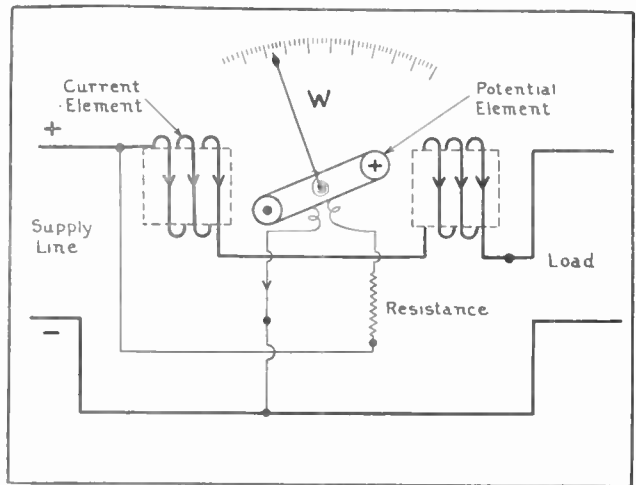 Current
Element
W
Potential
Element
+
+
Supply
Line
Load
Resistance
−